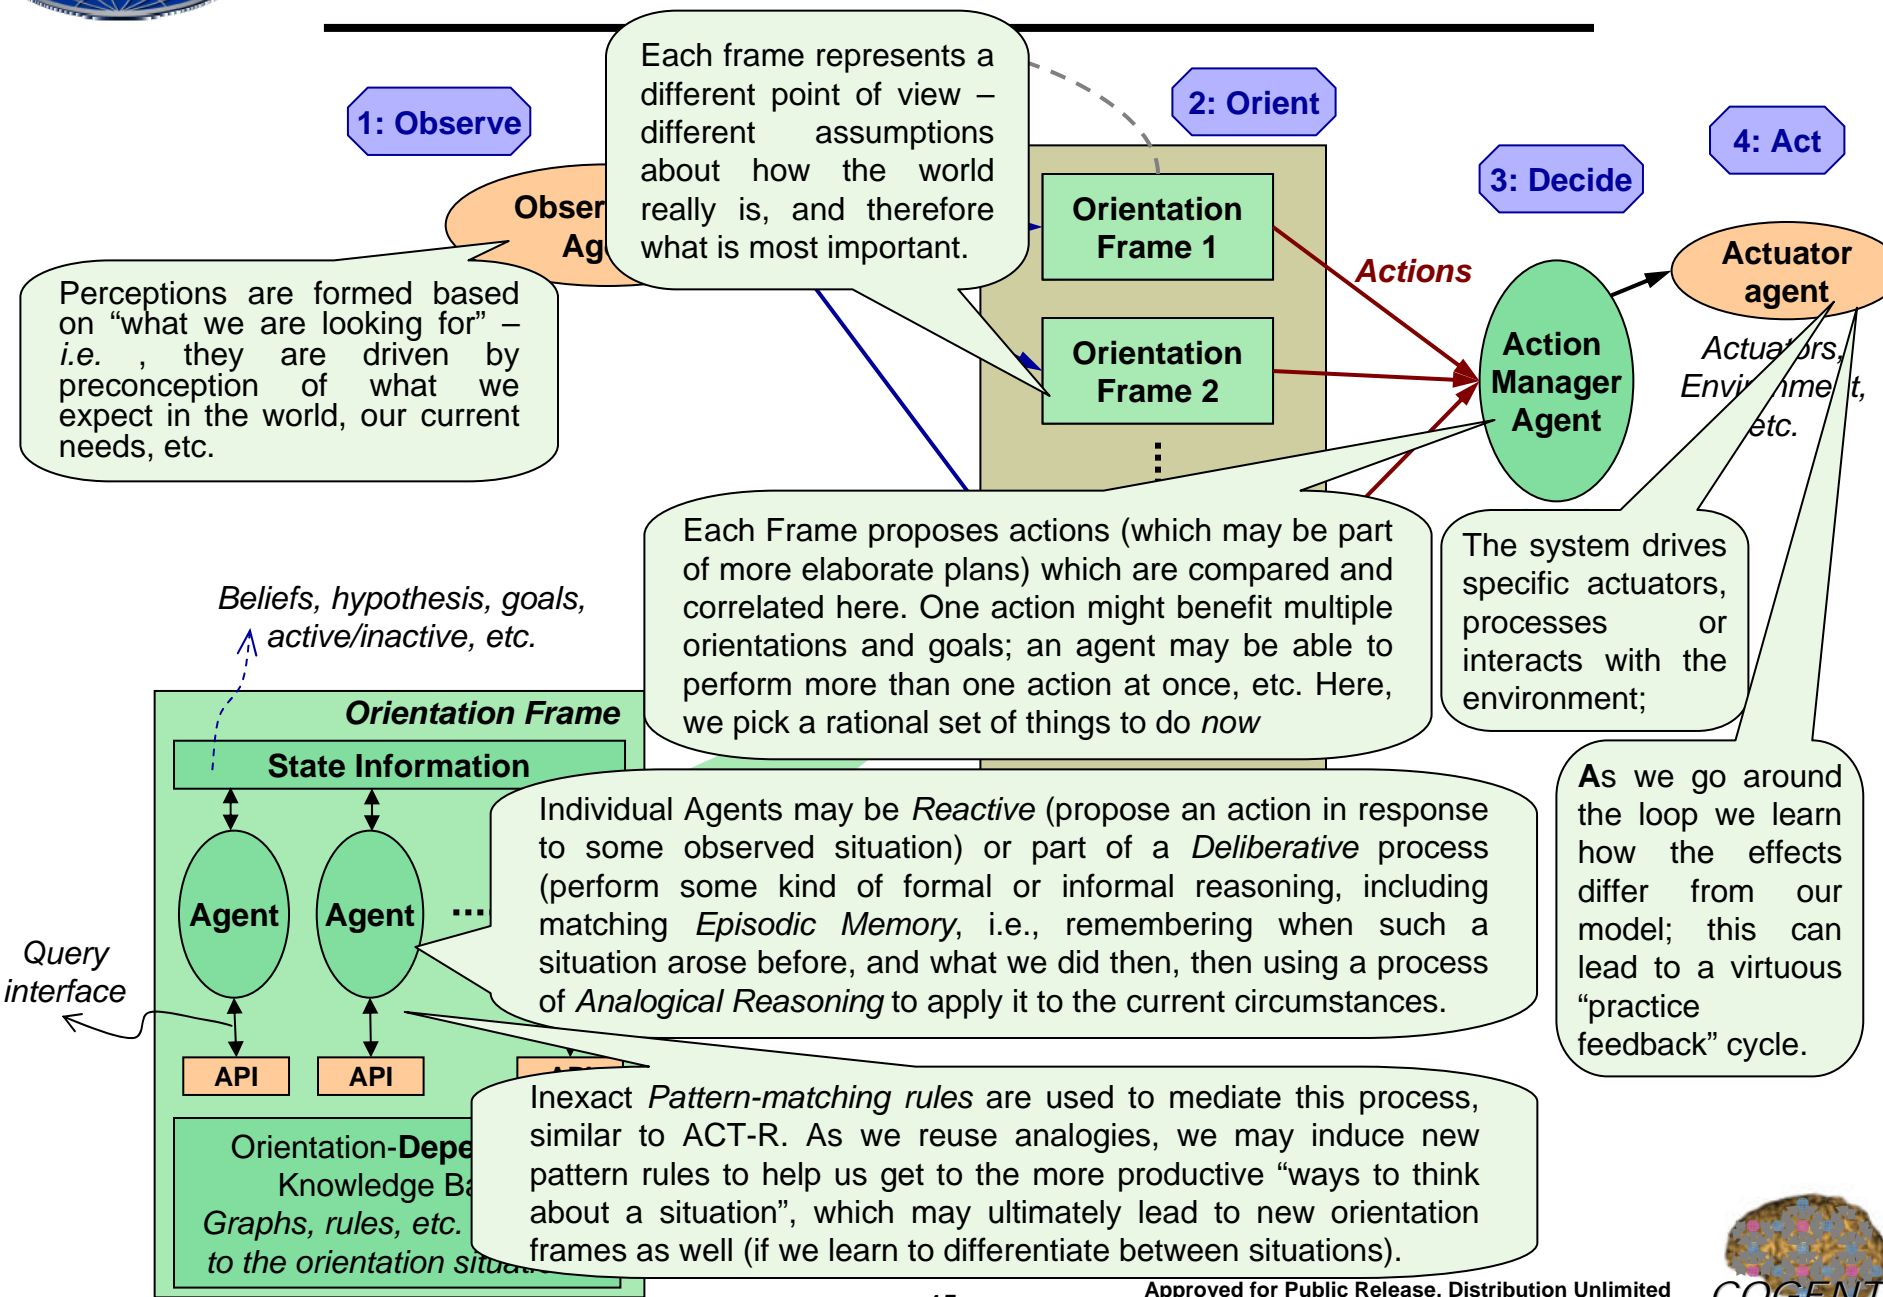 1: Observe
2: Orient
3: Decide
4: Act
Each frame represents a
different point of view –
different assumptions
about how the world
really is, and therefore
what is most important.
Orientation
Frame 1
Orientation
Frame 2
Actions
Action
Manager
Agent
Actuator
agent
Actuators,
etc.
Perceptions are formed based
on “what we are looking for” –
i.e. , they are driven by
preconception of what we
expect in the world, our current
needs, etc.
Each Frame proposes actions (which may be part
of more elaborate plans) which are compared and
correlated here. One action might benefit multiple
orientations and goals; an agent may be able to
perform more than one action at once, etc. Here,
we pick a rational set of things to do now
The system drives
specific actuators,
processes or
interacts with the
environment;
As we go around
the loop we learn
how the effects
differ from our
model; this can
lead to a virtuous
“practice
feedback” cycle.
Beliefs, hypothesis, goals,
active/inactive, etc.
Orientation Frame
State Information
Agent
Agent
....
Query
interface
API
API
Individual Agents may be Reactive (propose an action in response
to some observed situation) or part of a Deliberative process
(perform some kind of formal or informal reasoning, including
matching Episodic Memory, i.e., remembering when such a
situation arose before, and what we did then, then using a process
of Analogical Reasoning to apply it to the current circumstances.
Inexact Pattern-matching rules are used to mediate this process,
similar to ACT-R. As we reuse analogies, we may induce new
pattern rules to help us get to the more productive “ways to think
about a situation”, which may ultimately lead to new orientation
frames as well (if we learn to differentiate between situations).
Orientation-
Knowledge
Graphs, rules, etc.
to the orientation
Approved for Public Release, Distribution Unlimited
COGENT